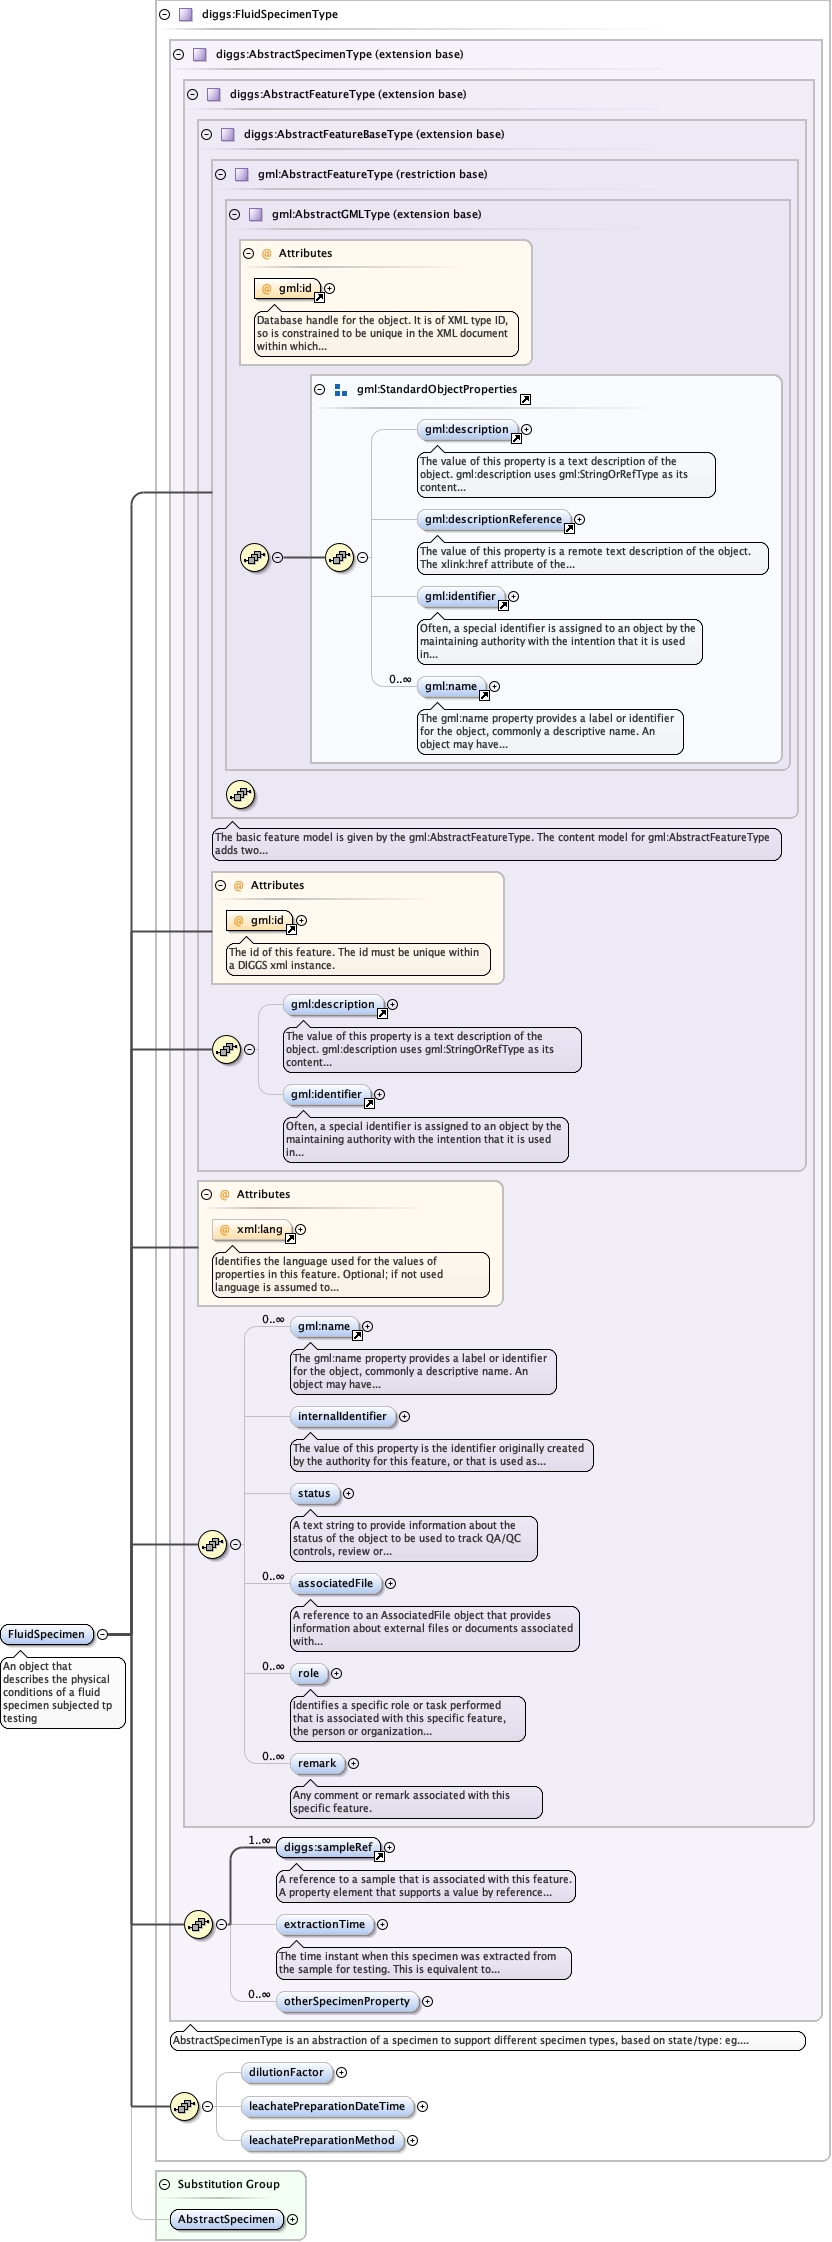 diggs:FluidSpecimenType
diggs:AbstractSpecimenType (extension base)
diggs:AbstractFeatureType (extension base)
diggs:AbstractFeatureBaseType (extension base)
gml:AbstractFeatureType (restriction base)
gml:AbstractGMLType (extension base)
@ Attributes
@ gml:id
Database handle for the object. It is of XML type ID,
so is constrained to be unique in the XML document
within which...
gml:StandardObjectProperties
gml:description
The value of this property is a text description of the
object. gml:description uses gml:StringOrRefType as its
content...
gml:descriptionReference
The value of this property is a remote text description of the object.
The xlink:href attribute of the...
gml:identifier
Often, a special identifier is assigned to an object by the
maintaining authority with the intention that it is used
in...
0..∞
gml:name
The gml:name property provides a label or identifier
for the object, commonly a descriptive name. An
object may have...
The basic feature model is given by the gml:AbstractFeatureType. The content model for gml:AbstractFeatureType
adds two...
@ Attributes
@ gml:id
The id of this feature. The id must be unique within
a DIGGS xml instance.
gml:description
The value of this property is a text description of the
object. gml:description uses gml:StringOrRefType as its
content...
gml:identifier
Often, a special identifier is assigned to an object by the
maintaining authority with the intention that it is used
in...
@ Attributes
@ xml:lang
Identifies the language used for the values of
properties in this feature. Optional; if not used
language is assumed to...
0..∞
gml:name
The gml:name property provides a label or identifier
for the object, commonly a descriptive name. An
object may have...
internalIdentifier
The value of this property is the identifier originally created
by the authority for this feature, or that is used as...
status
A text string to provide information about the
status of the object to be used to track QA/QC
controls, review or...
0..∞
associatedFile
A reference to an AssociatedFile object that provides
information about external files or documents associated
with...
FluidSpecimen
An object that
describes the physical
conditions of a fluid
specimen subjected tp
testing
0..∞
role
Identifies a specific role or task performed
that is associated with this specific feature,
the person or organization...
0..∞
remark
Any comment or remark associated with this
specific feature.
1..∞
diggs:sampleRef
A reference to a sample that is associated with this feature.
A property element that supports a value by reference...
extractionTime
The time instant when this specimen was extracted from
the sample for testing. This is equivalent to...
0..∞
otherSpecimenProperty
AbstractSpecimenType is an abstraction of a specimen to support different specimen types, based on state/type: eg....
dilutionFactor
leachatePreparationDateTime
leachatePreparationMethod
Substitution Group
AbstractSpecimen